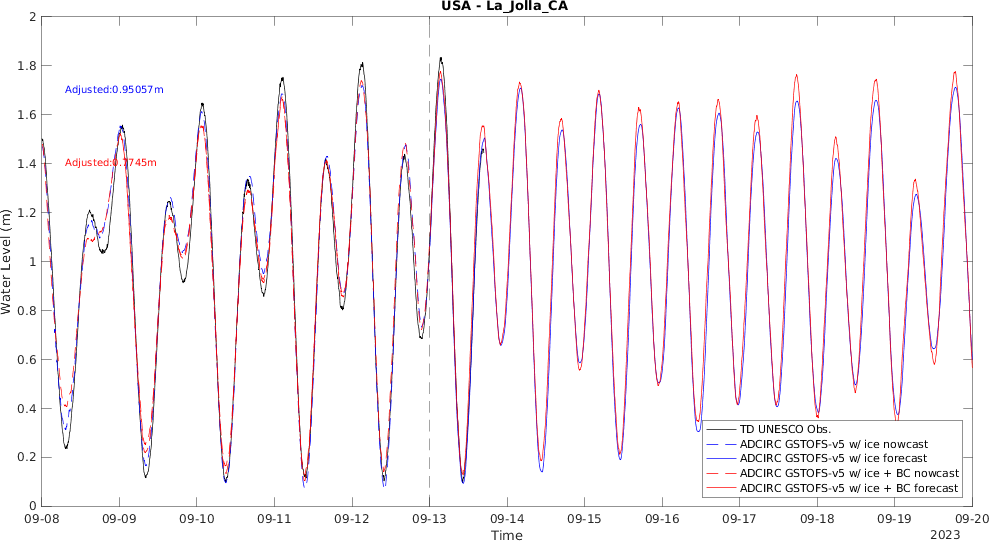 USA - La_Jolla_CA
Water Level (m)
2
1.8
1.6
1.4
1.2
1
0.8
0.6
0.4
0.2
0
Adjusted:0.95057m
Adjusted:0.7745m
TD UNESCO Obs.
ADCIRC GSTOFS-v5 w/ ice nowcast
ADCIRC GSTOFS-v5 w/ ice forecast
ADCIRC GSTOFS-v5 w/ ice + BC nowcast
ADCIRC GSTOFS-v5 w/ ice + BC forecast
09-08 09-09 09-10 09-11 09-12 09-13 09-14 09-15 09-16 09-17 09-18 09-19 09-20
Time
2023